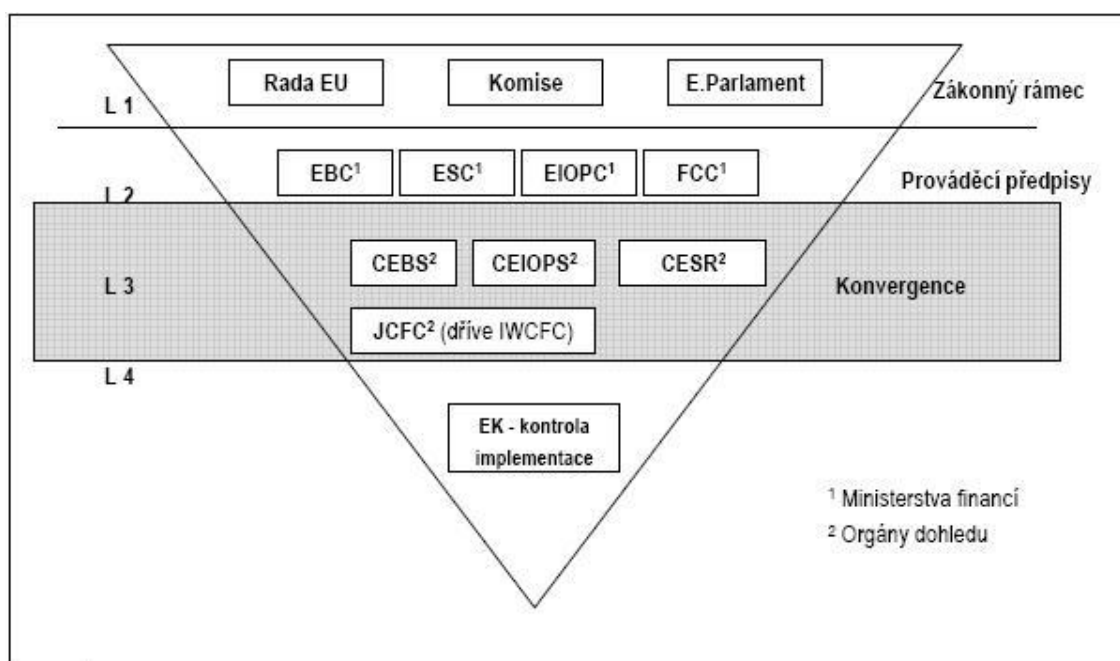 Rada EU
Komise
E.Parlament
L 1
Zákonný rámec
EBC¹
ESC¹
EIOPC¹
FCC¹
Prováděcí předpisy
L 2
CEBS²
CEIOPS²
CESR²
L 3
Konvergence
JCFC² (dříve IWCFC)
L 4
EK - kontrola
implementace
¹ Ministerstva financí
² Orgány dohledu